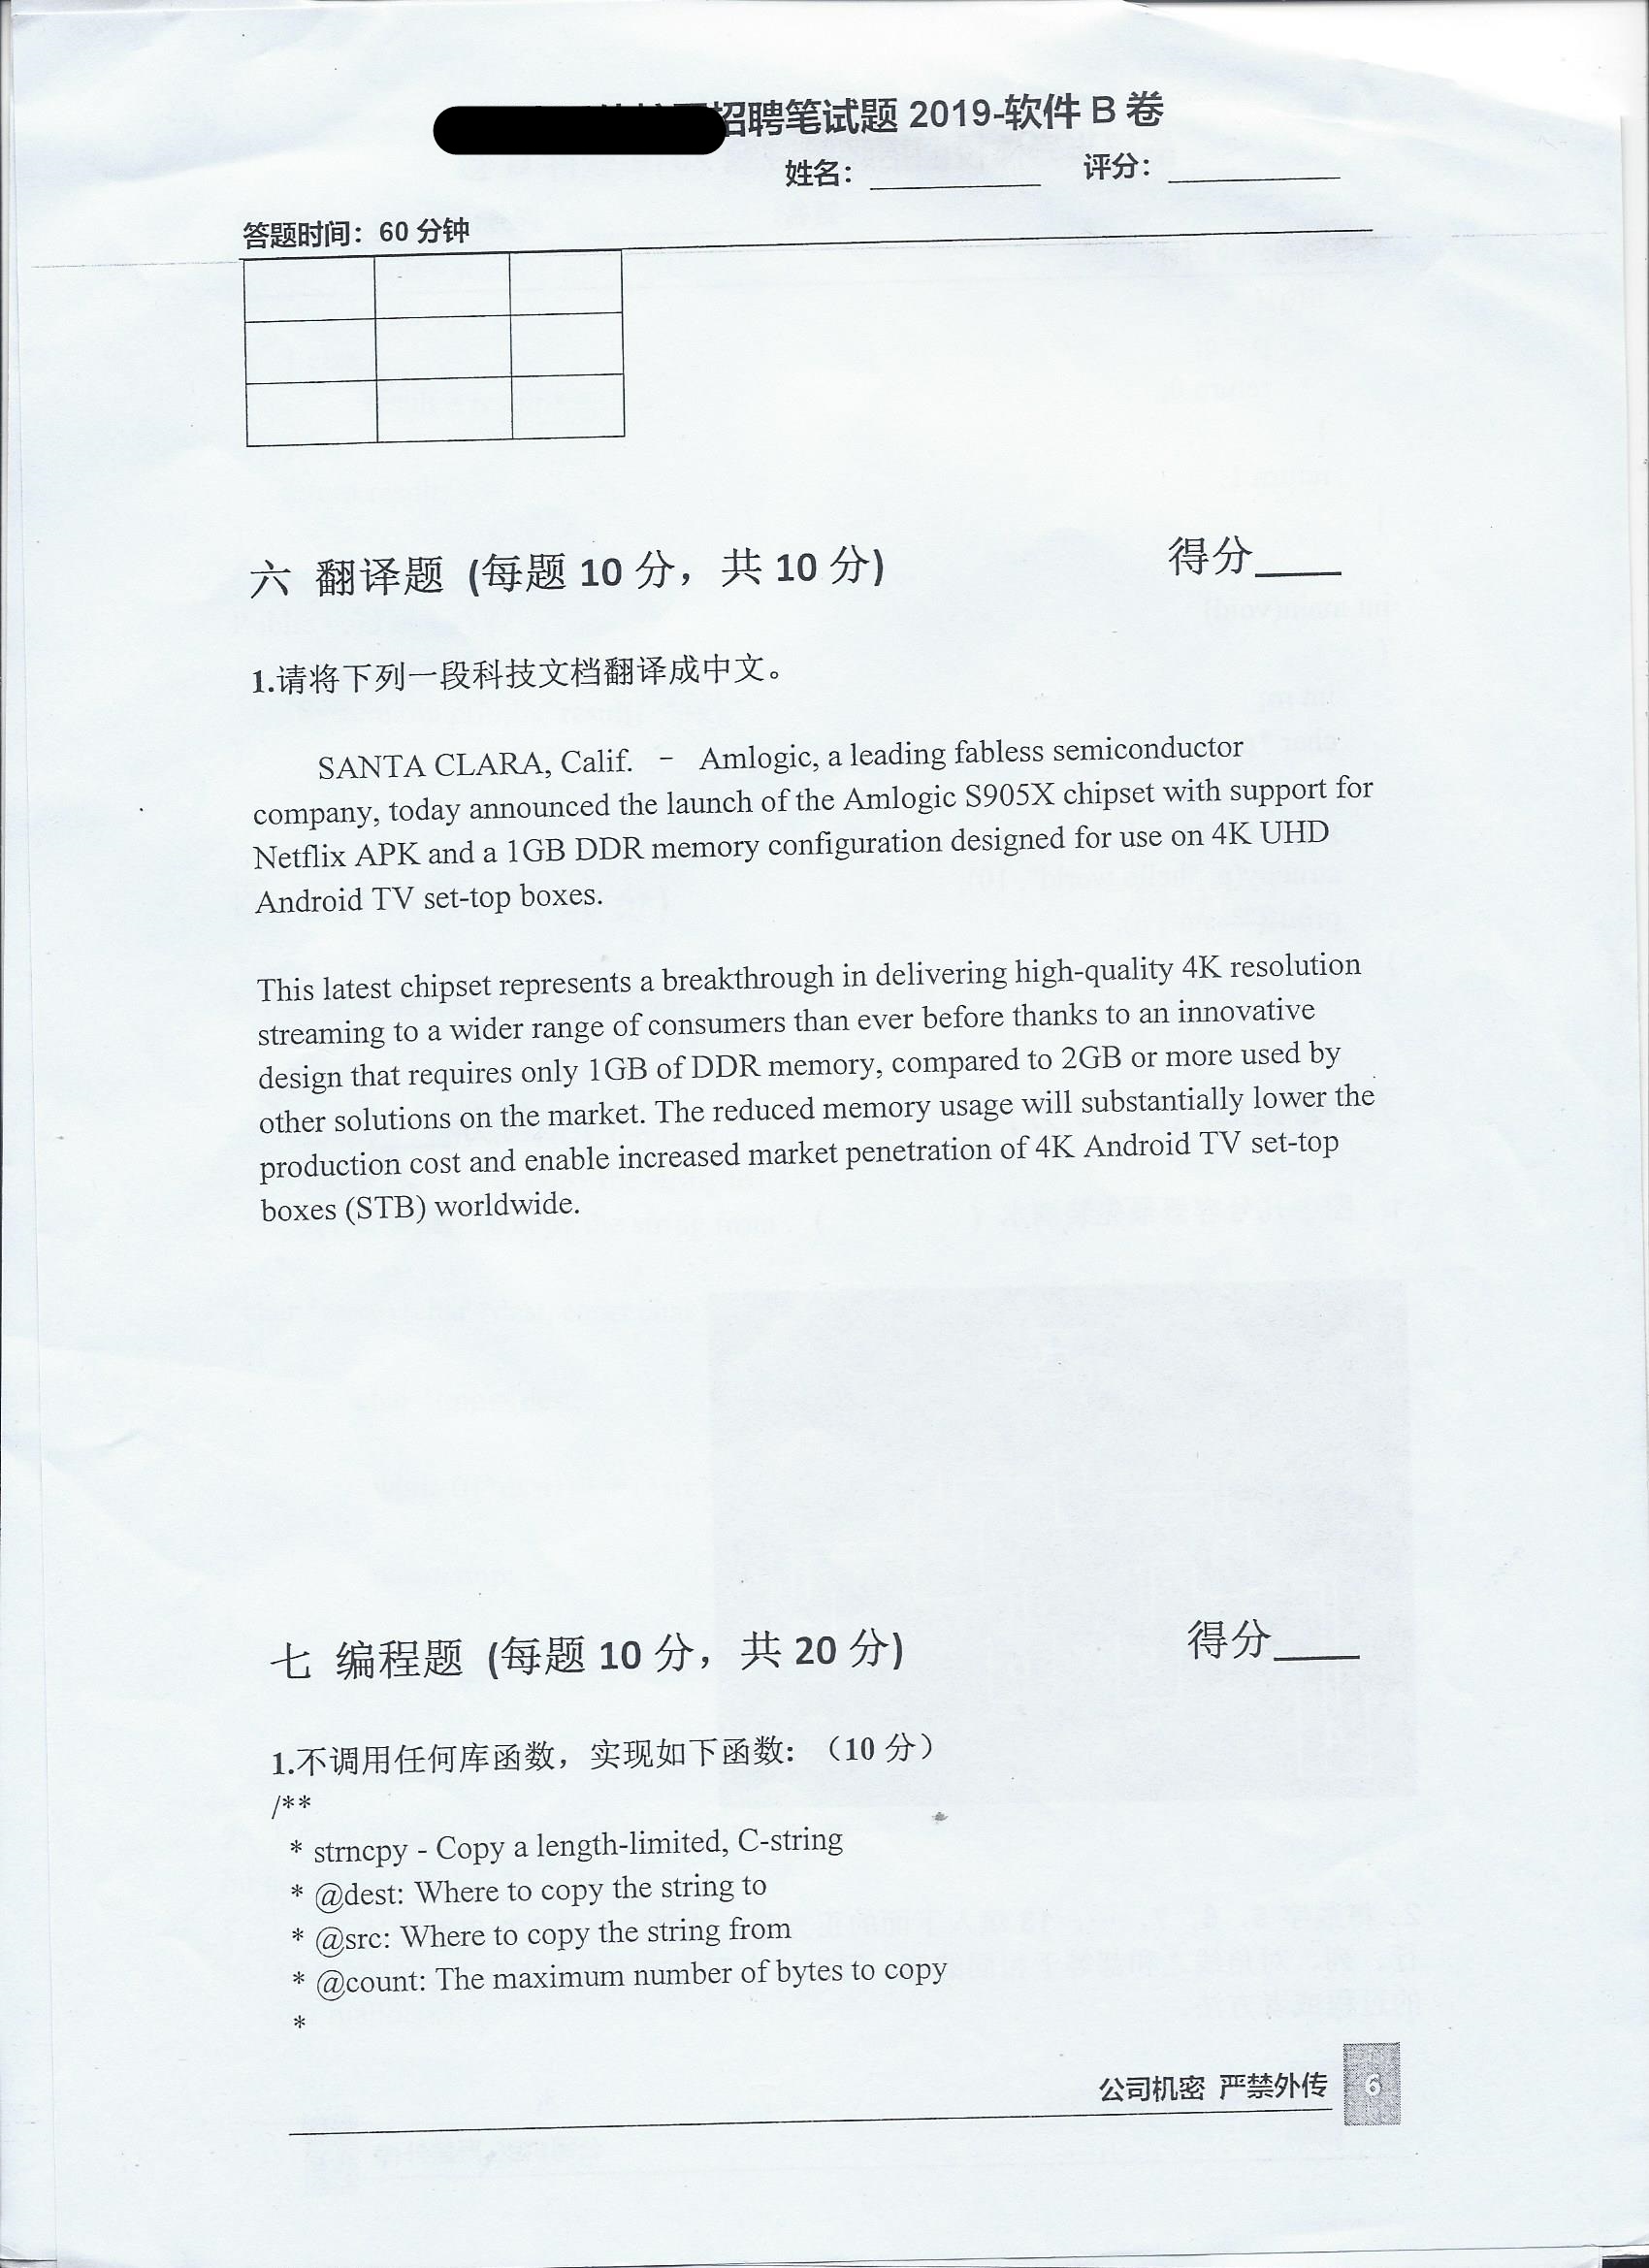 招聘笔试题 2019-软件 B 卷
姓名： 评分：
答题时间：60 分钟
六 翻译题 (每题 10 分，共 10 分) 得分____
1.请将下列一段科技文档翻译成中文。
SANTA CLARA, Calif. – Amlogic, a leading fabless semiconductor
company, today announced the launch of the Amlogic S905X chipset with support for
Netflix APK and a 1GB DDR memory configuration designed for use on 4K UHD
Android TV set-top boxes.
This latest chipset represents a breakthrough in delivering high-quality 4K resolution
streaming to a wider range of consumers than ever before thanks to an innovative
design that requires only 1GB of DDR memory, compared to 2GB or more used by
other solutions on the market. The reduced memory usage will substantially lower the
production cost and enable increased market penetration of 4K Android TV set-top
boxes (STB) worldwide.
七 编程题 (每题 10 分，共 20 分) 得分____
1.不调用任何库函数，实现如下函数: （10 分）
/**
* strncpy - Copy a length-limited, C-string
* @dest: Where to copy the string to
* @src: Where to copy the string from
* @count: The maximum number of bytes to copy
*
公司机密 严禁外传 6